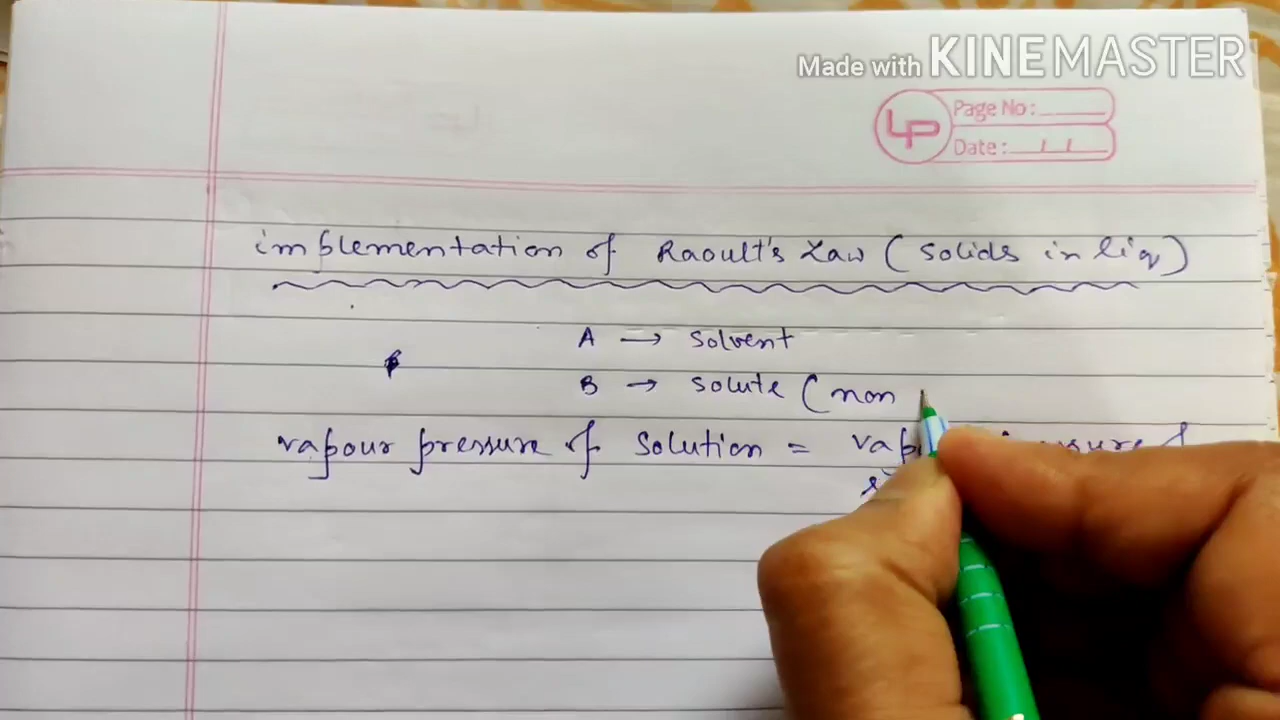 Made with KINEMASTER
Page No:
Date:
LP
implementation of Raoult's Law (solids in liq)
A → solvent
B → solute (non
vapour pressure of solution =